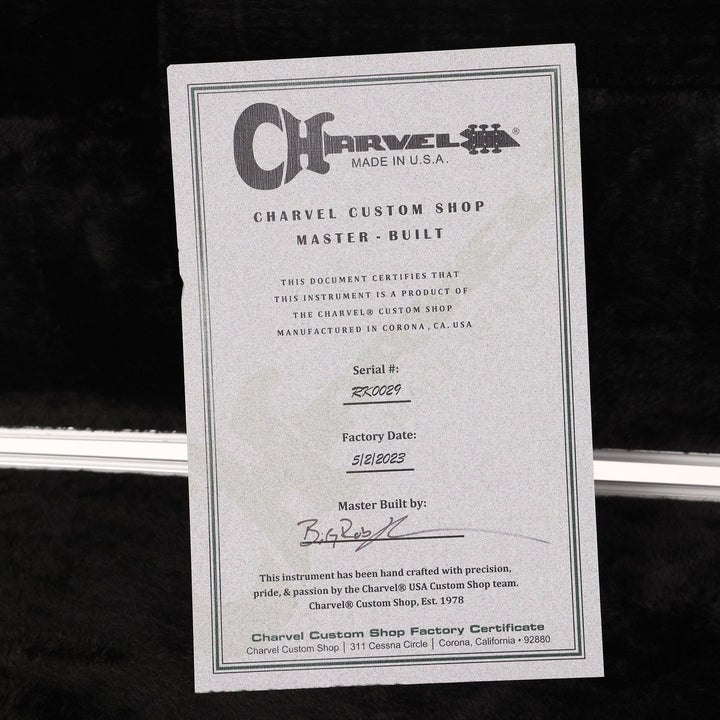 CHARVEL®
MADE IN U.S.A.
CHARVEL CUSTOM SHOP
MASTER - BUILT
THIS DOCUMENT CERTIFIES THAT
THIS INSTRUMENT IS A PRODUCT OF
THE CHARVEL® CUSTOM SHOP
MANUFACTURED IN CORONA, CA. USA
Serial #:
RK0029
Factory Date:
5/2/2023
Master Built by:
Big Rob K
This instrument has been hand crafted with precision,
pride, & passion by the Charvel® USA Custom Shop team.
Charvel® Custom Shop, Est. 1978
Charvel Custom Shop Factory Certificate
Charvel Custom Shop | 311 Cessna Circle | Corona, California • 92880